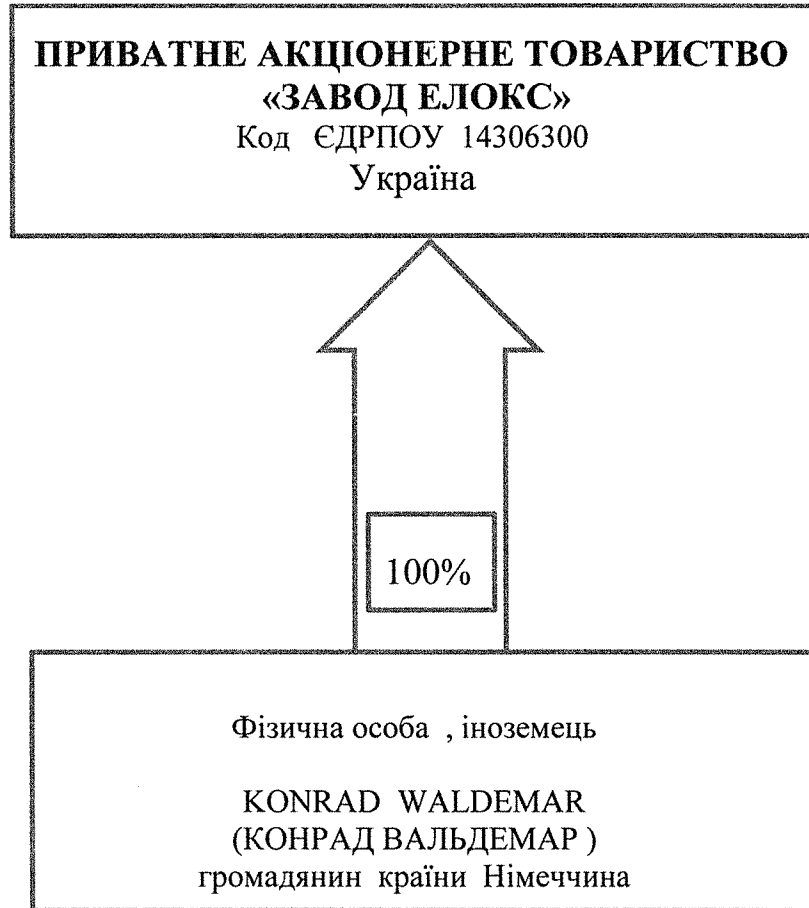 ПРИВАТНЕ АКЦІОНЕРНЕ ТОВАРИСТВО
«ЗАВОД ЕЛОКС»
Код ЄДРПОУ 14306300
Україна
100%
Фізична особа , іноземець
KONRAD WALDEMAR
(КОНРАД ВАЛЬДЕМАР )
громадянин країни Німеччина